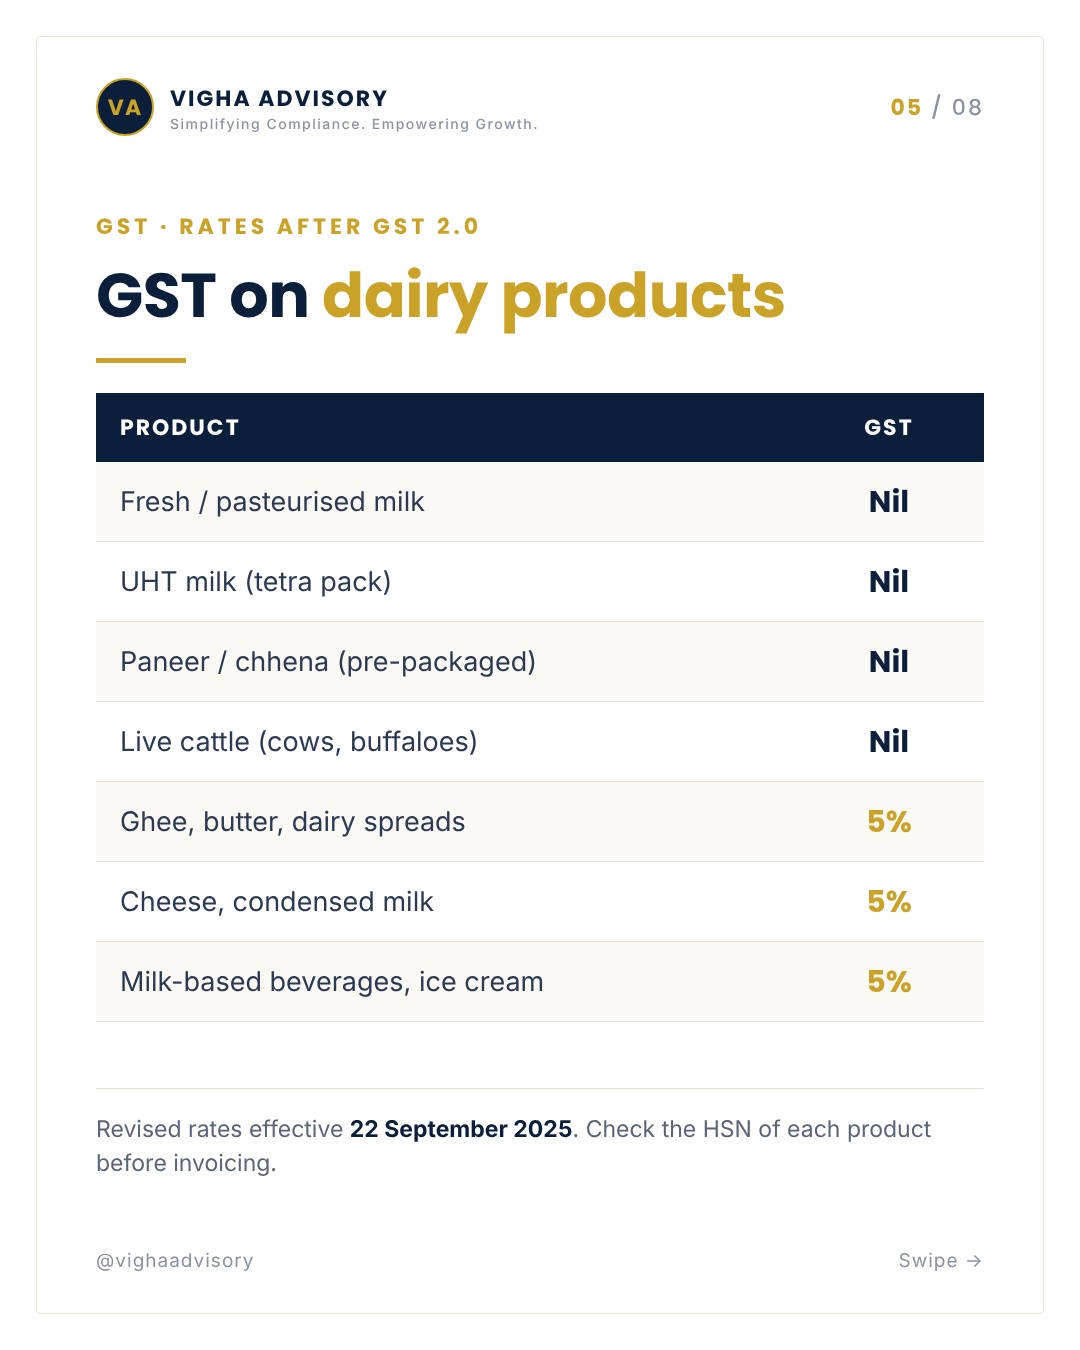 VA
VIGHA ADVISORY
Simplifying Compliance. Empowering Growth.
05 / 08
GST · RATES AFTER GST 2.0
GST on dairy products
PRODUCT GST
Fresh / pasteurised milk Nil
UHT milk (tetra pack) Nil
Paneer / chhena (pre-packaged) Nil
Live cattle (cows, buffaloes) Nil
Ghee, butter, dairy spreads 5%
Cheese, condensed milk 5%
Milk-based beverages, ice cream 5%
Revised rates effective 22 September 2025. Check the HSN of each product
before invoicing.
@vighaadvisory Swipe →